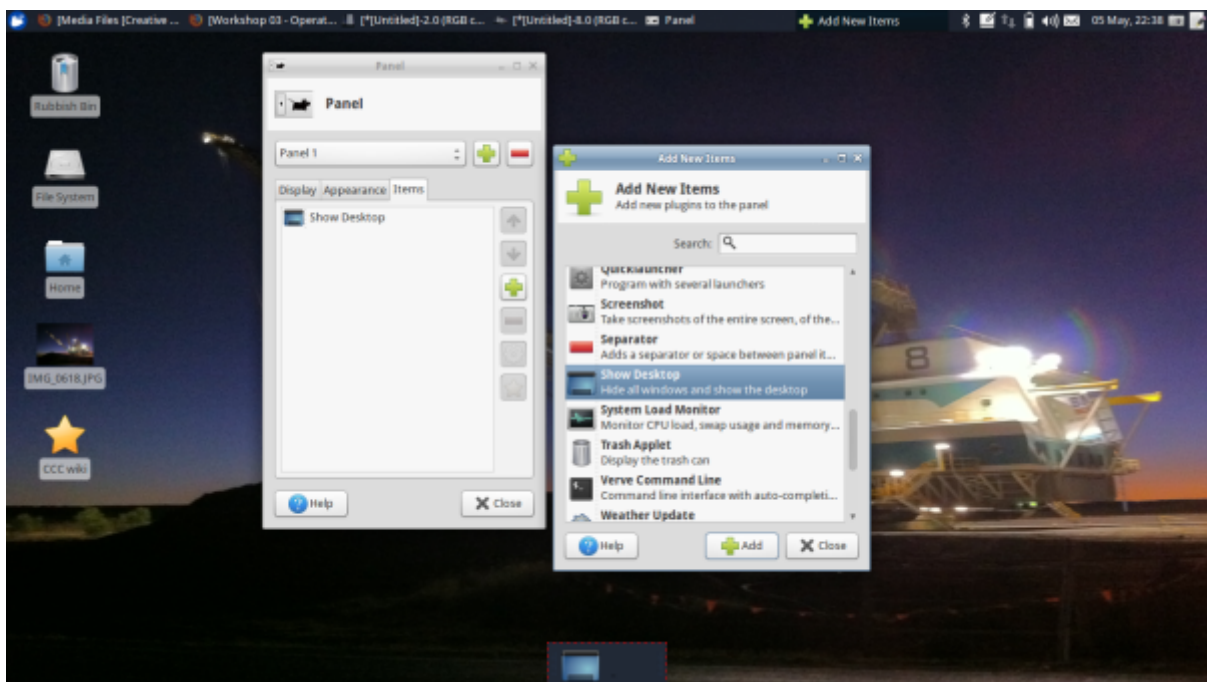 [Media Files [Creative ...
[Workshop 03 - Operat...
[*[Untitled]-2.0 (RGB c...
[*[Untitled]-8.0 (RGB c...
Panel
Add New Items
05 May, 22:38
Rubbish Bin
File System
Home
IMG_0618.JPG
CCC wiki
Panel
Panel
Panel 1
Display Appearance Items
Show Desktop
Help
Close
Add New Items
Add New Items
Add new plugins to the panel
Search:
Quicklauncher
Program with several launchers
Screenshot
Take screenshots of the entire screen, of the...
Separator
Adds a separator or space between panel it...
Show Desktop
Hide all windows and show the desktop
System Load Monitor
Monitor CPU load, swap usage and memory...
Trash Applet
Display the trash can
Verve Command Line
Command line interface with auto-completi...
Weather Update
Help
Add
Close
8